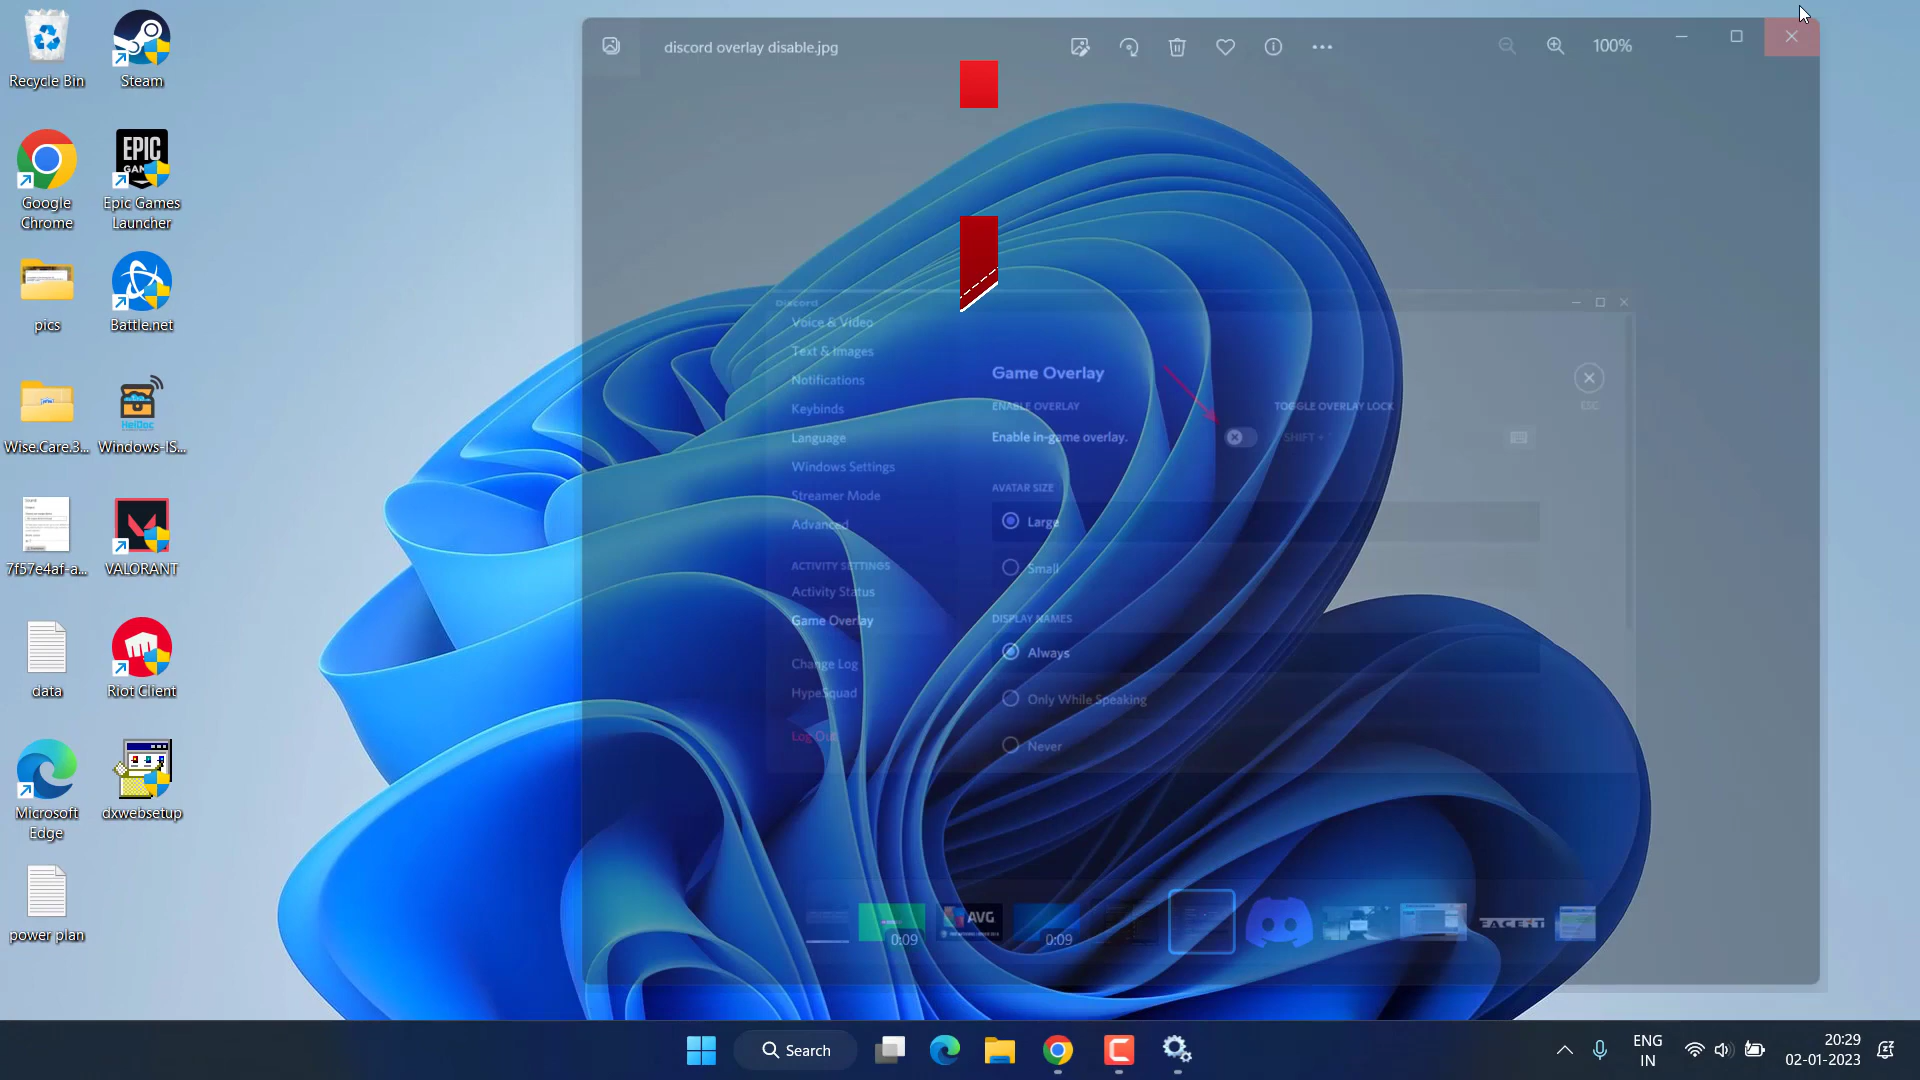 Recycle Bin
Steam
Google
Chrome
EPIC
GAMES
Epic Games
Launcher
pics
Battle.net
Wise.Care.3...
HeiDoc
Windows-IS...
7f57e4af-a...
VALORANT
data
Riot Client
Microsoft
Edge
dxwebsetup
power plan
discord overlay disable.jpg
100%
Discord
Voice & Video
Text & Images
Notifications
Keybinds
Language
Windows Settings
Streamer Mode
Advanced
ACTIVITY SETTINGS
Activity Status
Game Overlay
Change Log
HypeSquad
Log Out
Game Overlay
ENABLE OVERLAY
TOGGLE OVERLAY LOCK
Enable in-game overlay.
SHIFT + `
ESC
AVATAR SIZE
Large
Small
DISPLAY NAMES
Always
Only While Speaking
Never
0:09
AVG
0:09
FACEIT
Search
ENG
IN
20:29
02-01-2023